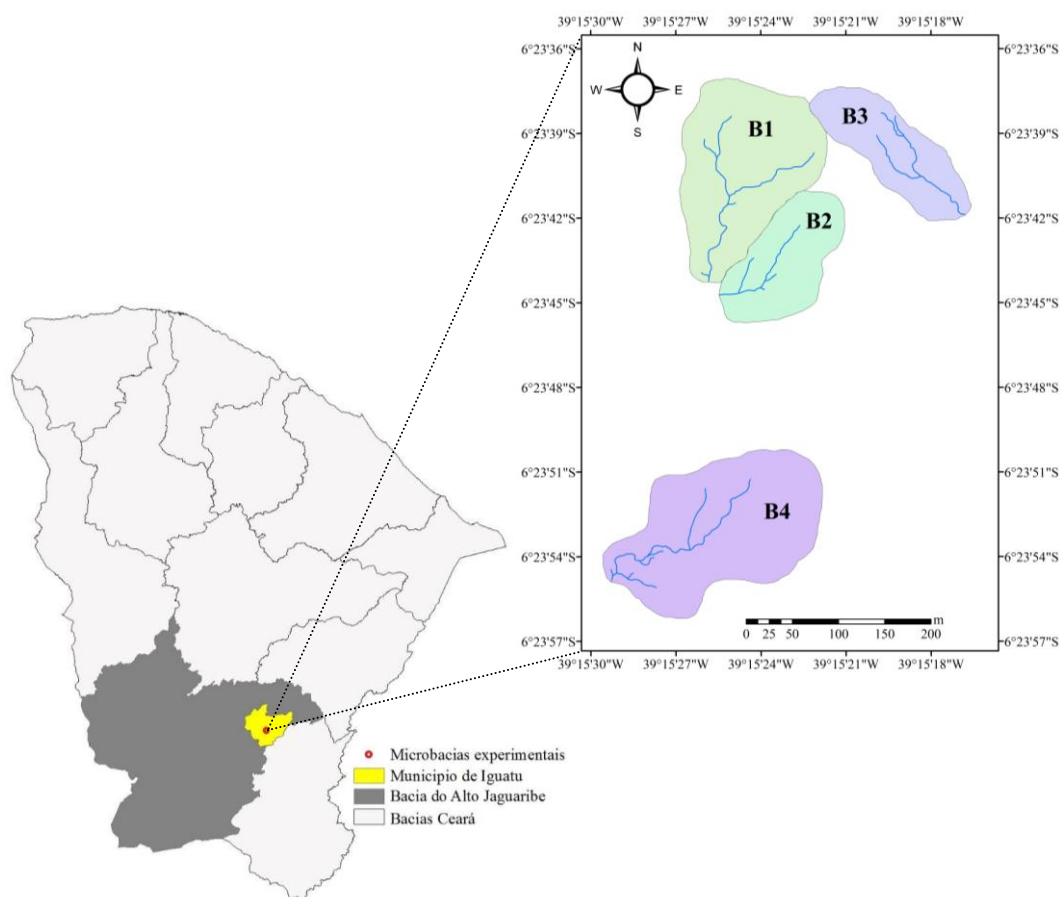 39°15'30"W 39°15'27"W 39°15'24"W 39°15'21"W 39°15'18"W
6°23'36"S 6°23'36"S
N
W E
S
B1
B3
6°23'39"S 6°23'39"S
B2
6°23'42"S 6°23'42"S
6°23'45"S 6°23'45"S
6°23'48"S 6°23'48"S
6°23'51"S 6°23'51"S
B4
6°23'54"S 6°23'54"S
m
0 25 50 100 150 200
6°23'57"S 6°23'57"S
39°15'30"W 39°15'27"W 39°15'24"W 39°15'21"W 39°15'18"W
Microbacias experimentais
Municipio de Iguatu
Bacia do Alto Jaguaribe
Bacias Ceará